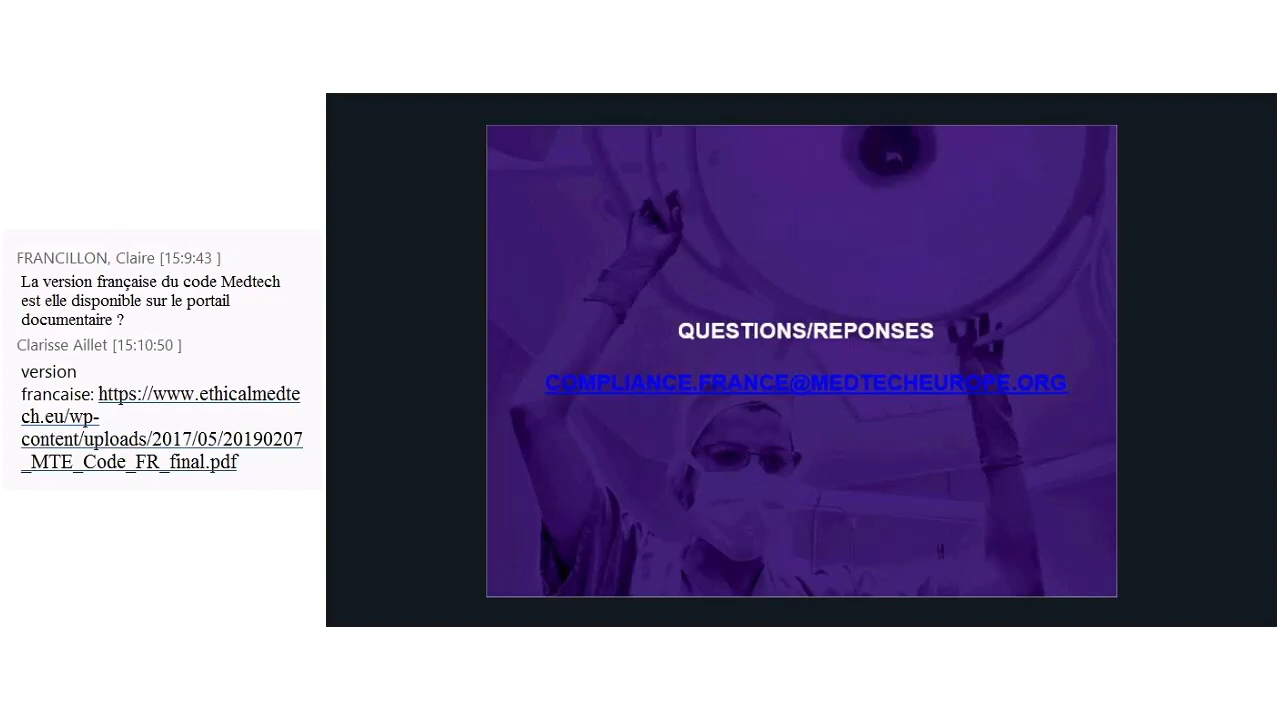 FRANCILLON, Claire [15:9:43 ]
La version française du code Medtech
est elle disponible sur le portail
documentaire ?
Clarisse Aillet [15:10:50 ]
version
francaise: https://www.ethicalmedte
ch.eu/wp-
content/uploads/2017/05/20190207
_MTE_Code_FR_final.pdf
QUESTIONS/REPONSES
COMPLIANCE.FRANCE@MEDTECHEUROPE.ORG